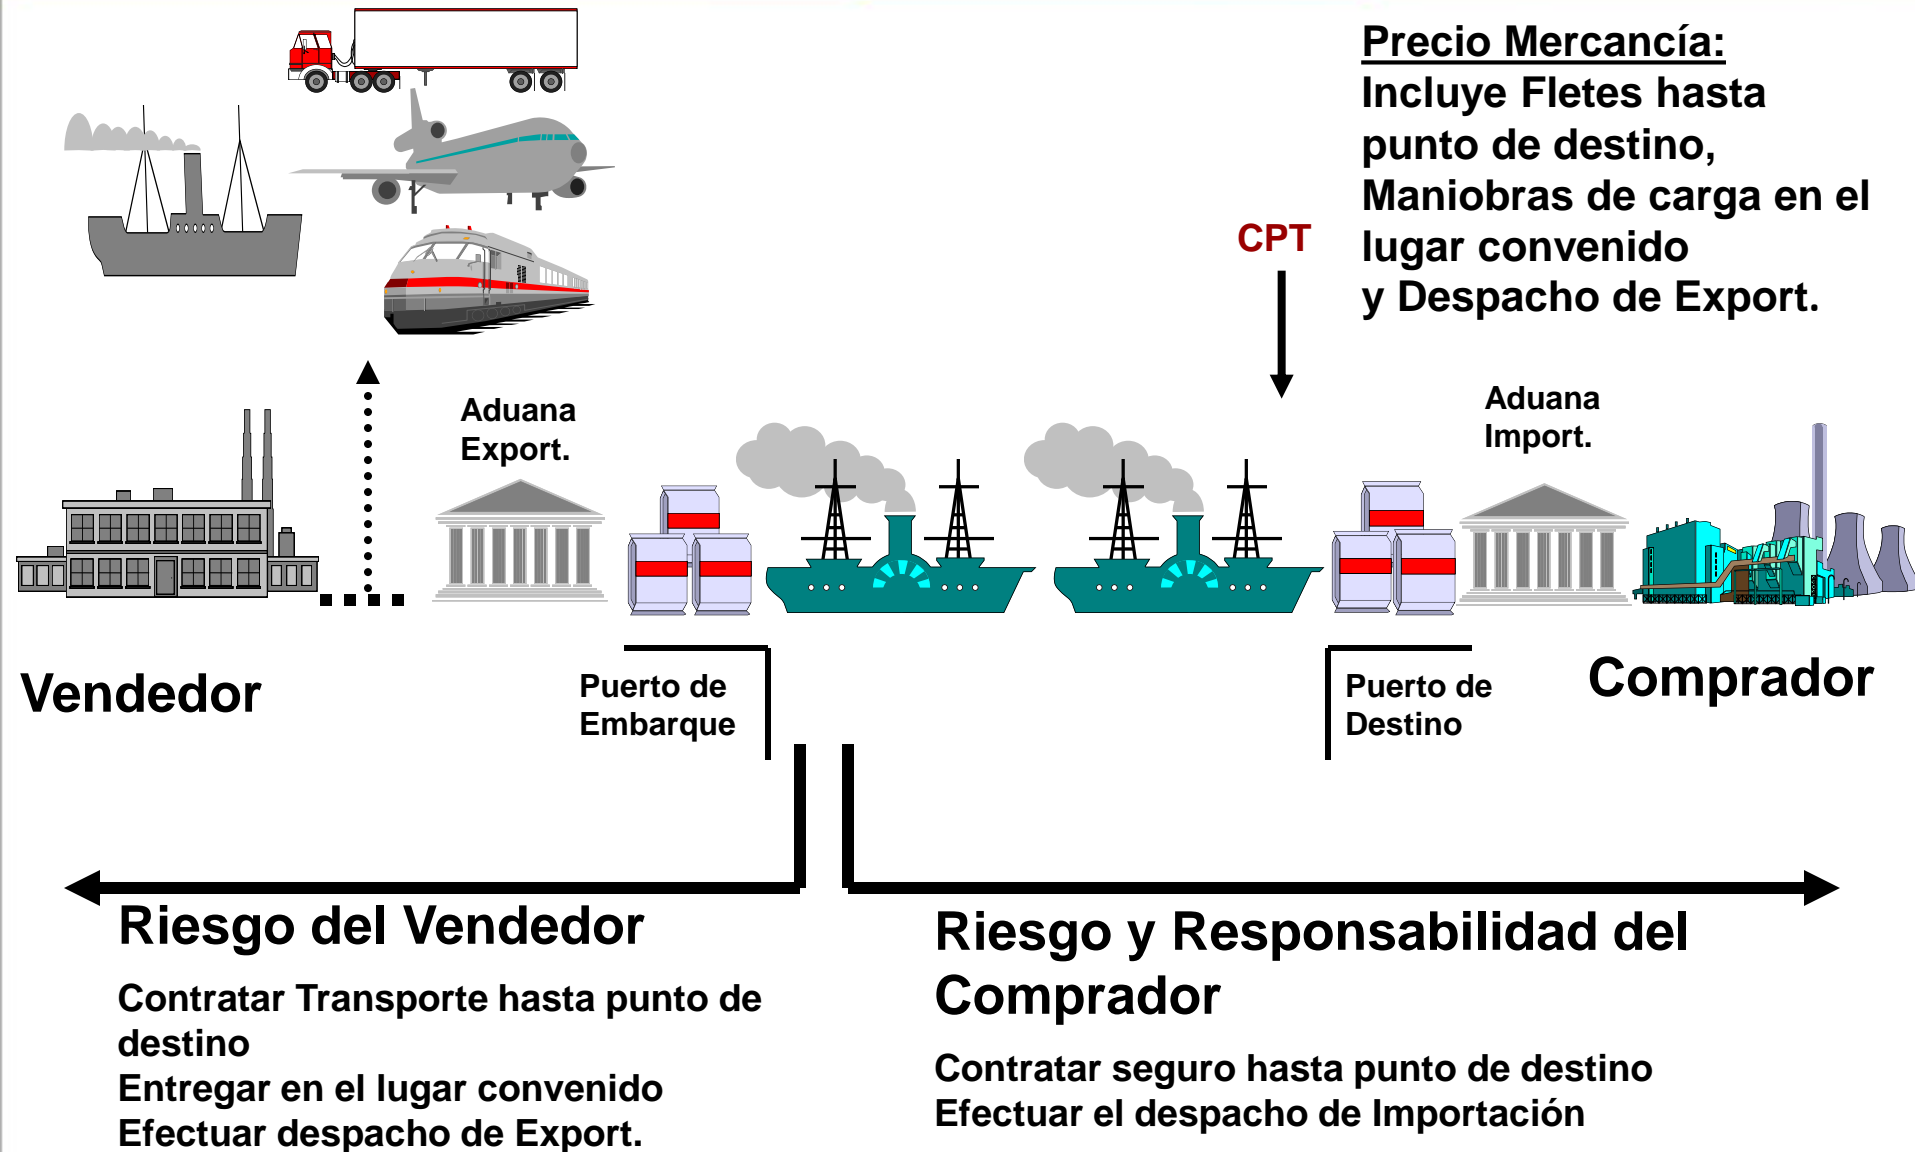 Precio Mercancía:
Incluye Fletes hasta
punto de destino,
Maniobras de carga en el
lugar convenido
y Despacho de Export.
CPT
Aduana
Export.
Aduana
Import.
Vendedor
Puerto de
Embarque
Puerto de
Destino
Comprador
Riesgo del Vendedor
Contratar Transporte hasta punto de
destino
Entregar en el lugar convenido
Efectuar despacho de Export.
Riesgo y Responsabilidad del
Comprador
Contratar seguro hasta punto de destino
Efectuar el despacho de Importación